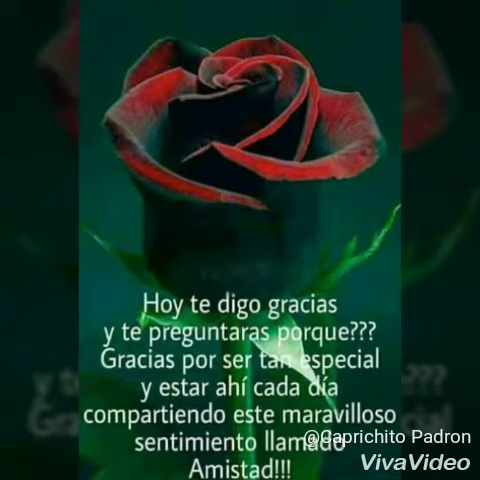 Hoy te digo gracias
y te preguntaras porque???
Gracias por ser tan especial
y estar ahí cada día
compartiendo este maravilloso
sentimiento llamado
Amistad!!!
@Caprichito Padron
VivaVideo